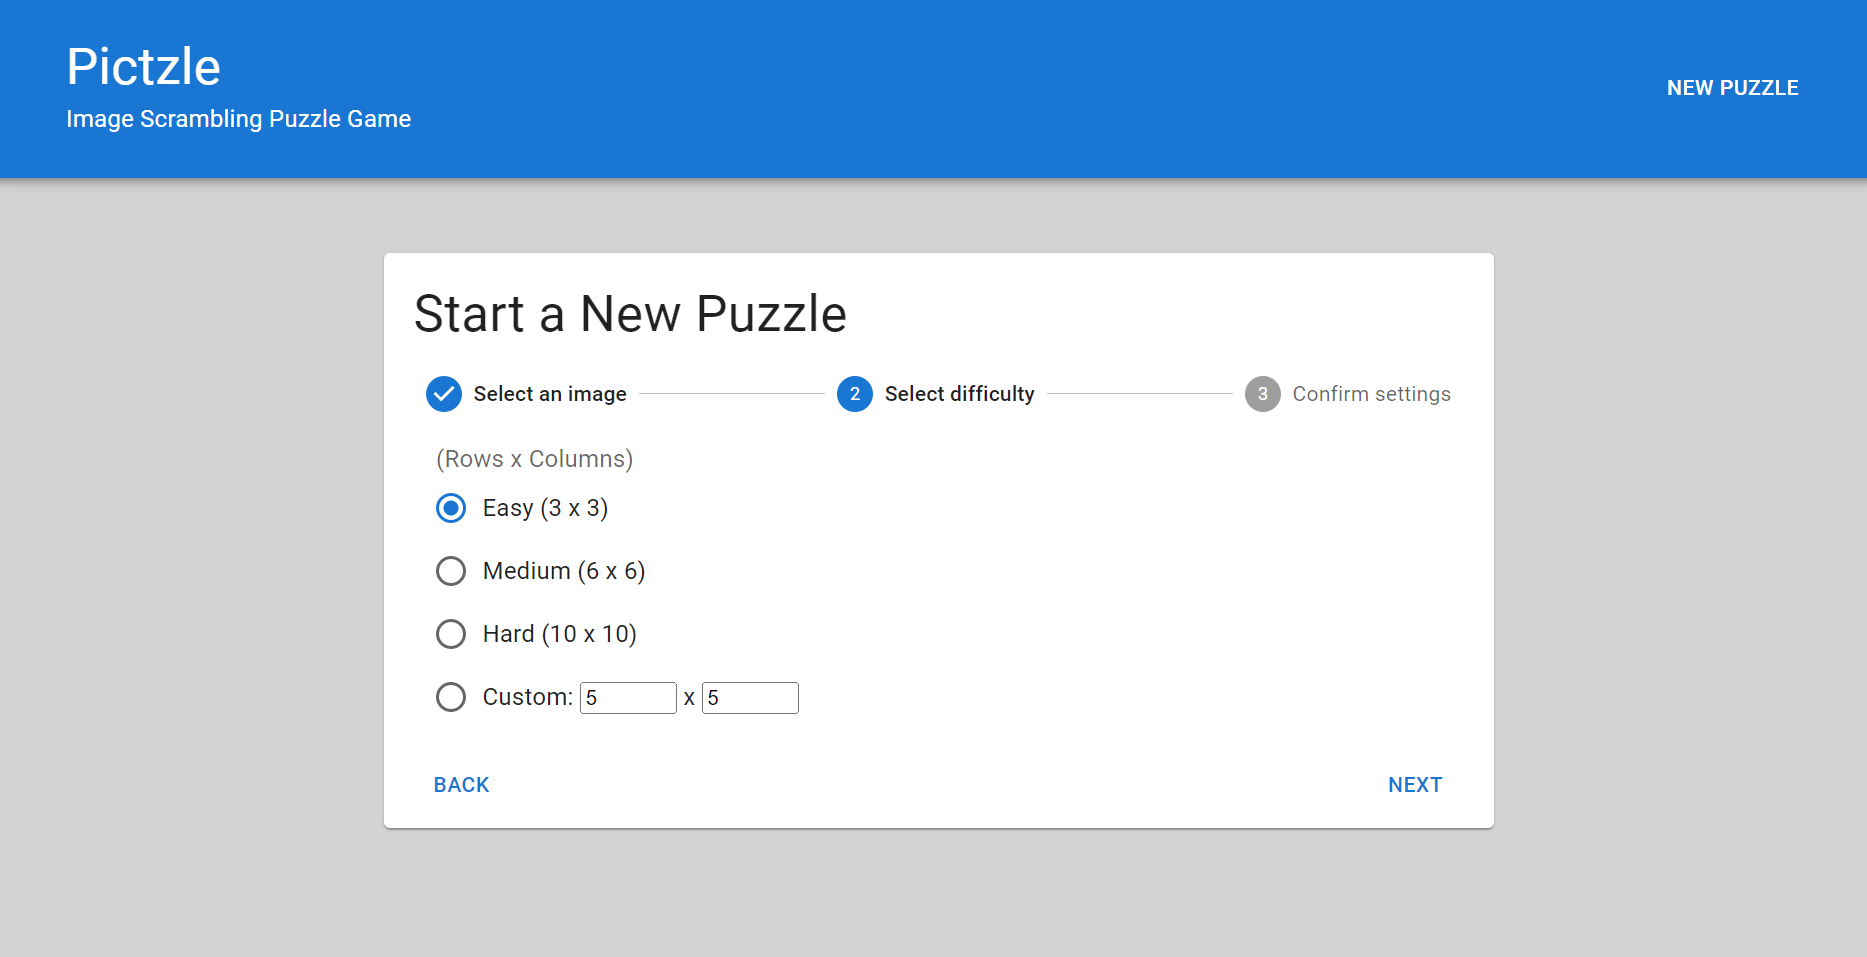 Pictzle
Image Scrambling Puzzle Game
NEW PUZZLE
Start a New Puzzle
Select an image
2 Select difficulty
3 Confirm settings
(Rows x Columns)
Easy (3 x 3)
Medium (6 x 6)
Hard (10 x 10)
Custom: 5 x 5
BACK
NEXT